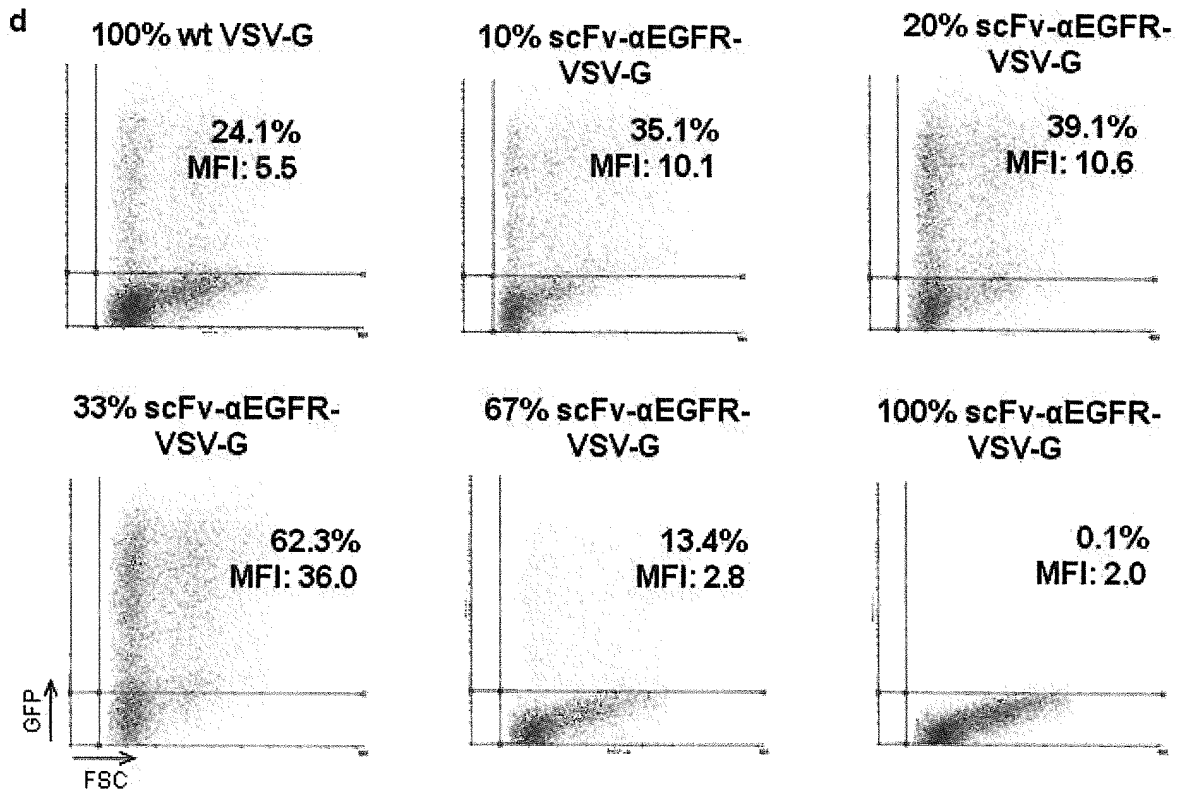 d
100% wt VSV-G
24.1%
MFI: 5.5
10% scFv-αEGFR-
VSV-G
35.1%
MFI: 10.1
20% scFv-αEGFR-
VSV-G
39.1%
MFI: 10.6
33% scFv-αEGFR-
VSV-G
62.3%
MFI: 36.0
67% scFv-αEGFR-
VSV-G
13.4%
MFI: 2.8
100% scFv-αEGFR-
VSV-G
0.1%
MFI: 2.0
GFP
FSC